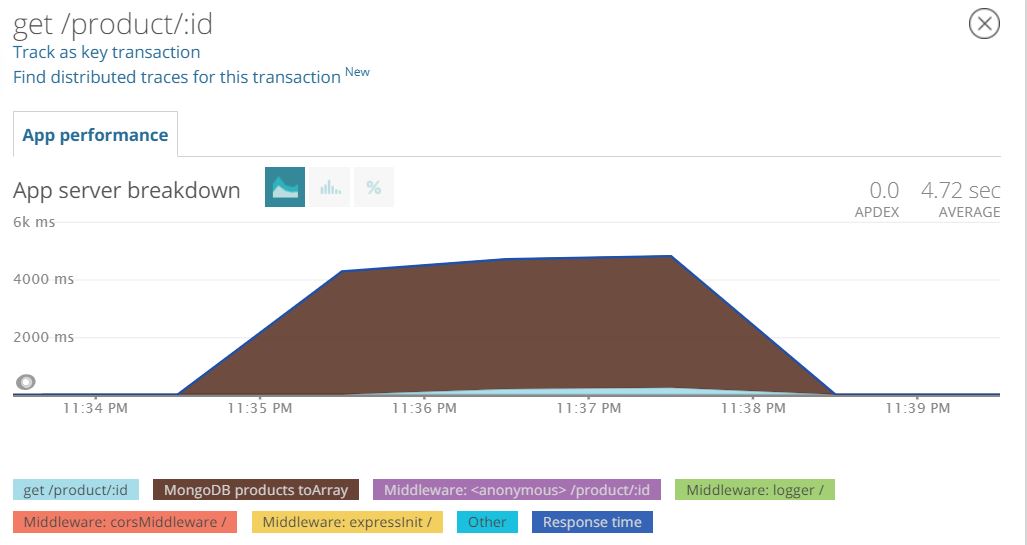 get /product/:id
Track as key transaction
Find distributed traces for this transaction New
App performance
App server breakdown
%
0.0 4.72 sec
APDEX AVERAGE
6k ms
4000 ms
2000 ms
11:34 PM 11:35 PM 11:36 PM 11:37 PM 11:38 PM 11:39 PM
get /product/:id MongoDB products toArray Middleware: <anonymous> /product/:id Middleware: logger /
Middleware: corsMiddleware / Middleware: expressInit / Other Response time